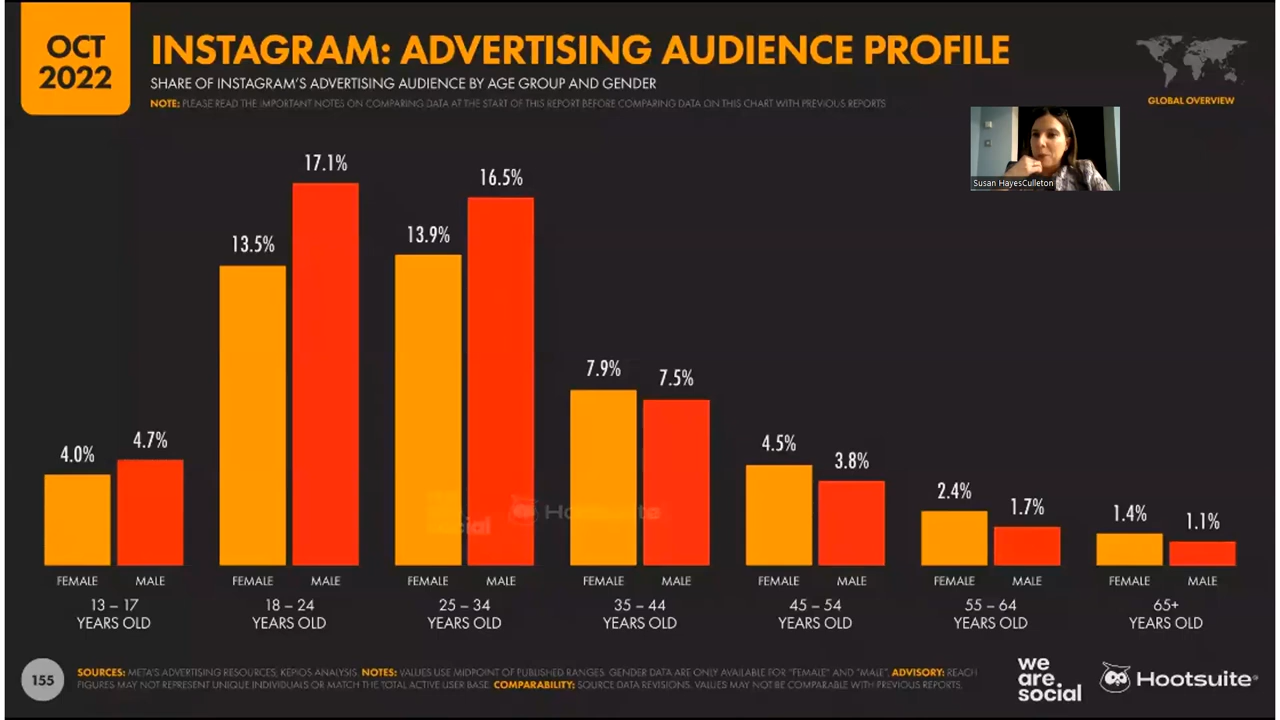 OCT
2022
INSTAGRAM: ADVERTISING AUDIENCE PROFILE
SHARE OF INSTAGRAM'S ADVERTISING AUDIENCE BY AGE GROUP AND GENDER
NOTE: PLEASE READ THE IMPORTANT NOTES ON COMPARING DATA AT THE START OF THIS REPORT BEFORE COMPARING DATA ON THIS CHART WITH PREVIOUS REPORTS
GLOBAL OVERVIEW
Susan HayesCulleton
4.0% 4.7% 13.5% 17.1% 13.9% 16.5% 7.9% 7.5% 4.5% 3.8% 2.4% 1.7% 1.4% 1.1%
FEMALE MALE FEMALE MALE FEMALE MALE FEMALE MALE FEMALE MALE FEMALE MALE FEMALE MALE
13 – 17 18 – 24 25 – 34 35 – 44 45 – 54 55 – 64 65+
YEARS OLD YEARS OLD YEARS OLD YEARS OLD YEARS OLD YEARS OLD YEARS OLD
155
SOURCES: META'S ADVERTISING RESOURCES; KEPIOS ANALYSIS. NOTES: VALUES USE MIDPOINT OF PUBLISHED RANGES. GENDER DATA ARE ONLY AVAILABLE FOR "FEMALE" AND "MALE". ADVISORY: REACH
FIGURES MAY NOT REPRESENT UNIQUE INDIVIDUALS OR MATCH THE TOTAL ACTIVE USER BASE. COMPARABILITY: SOURCE DATA REVISIONS. VALUES MAY NOT BE COMPARABLE WITH PREVIOUS REPORTS.
we
are
social
Hootsuite®